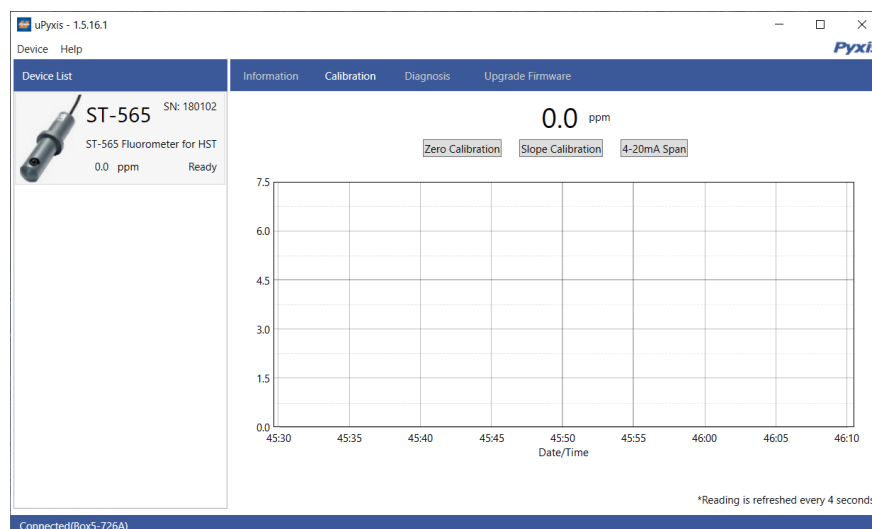 uPyxis - 1.5.16.1
Device Help
Pyxis
Device List
Information Calibration Diagnosis Upgrade Firmware
ST-565 SN: 180102
ST-565 Fluorometer for HST
0.0 ppm Ready
0.0 ppm
Zero Calibration Slope Calibration 4-20mA Span
7.5
6.0
4.5
3.0
1.5
0.0
45:30 45:35 45:40 45:45 45:50 45:55 46:00 46:05 46:10
Date/Time
*Reading is refreshed every 4 seconds
Connected(Box5-726A)